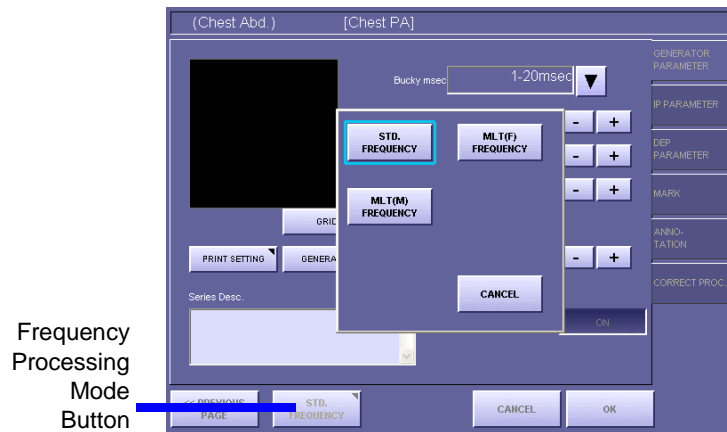 (Chest Abd.) [Chest PA]
GENERATOR
PARAMETER
Bucky msec 1-20msec
IP PARAMETER
STD.
FREQUENCY
MLT(F)
FREQUENCY
- +
DEP
PARAMETER
- +
MLT(M)
FREQUENCY
- +
MARK
GRID
ANNO-
TATION
PRINT SETTING GENERA
- +
CORRECT PROC.
CANCEL
Series Desc.
ON
Frequency
Processing
Mode
Button
<< PREVIOUS
PAGE
STD.
FREQUENCY
CANCEL OK